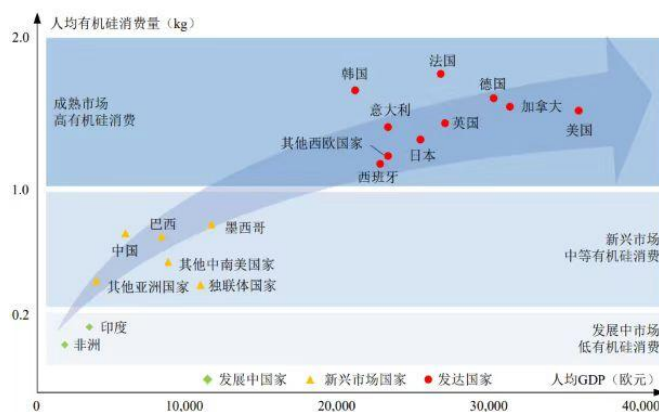 人均有机硅消费量（kg）
2.0
成熟市场
高有机硅消费
韩国
法国
德国
意大利
加拿大
英国
美国
其他西欧国家
日本
西班牙
1.0
巴西
墨西哥
中国
新兴市场
中等有机硅消费
其他中南美国家
其他亚洲国家
独联体国家
0.2
印度
非洲
发展中市场
低有机硅消费
发展中国家
新兴市场国家
发达国家
人均GDP（欧元）
0
10,000
20,000
30,000
40,000